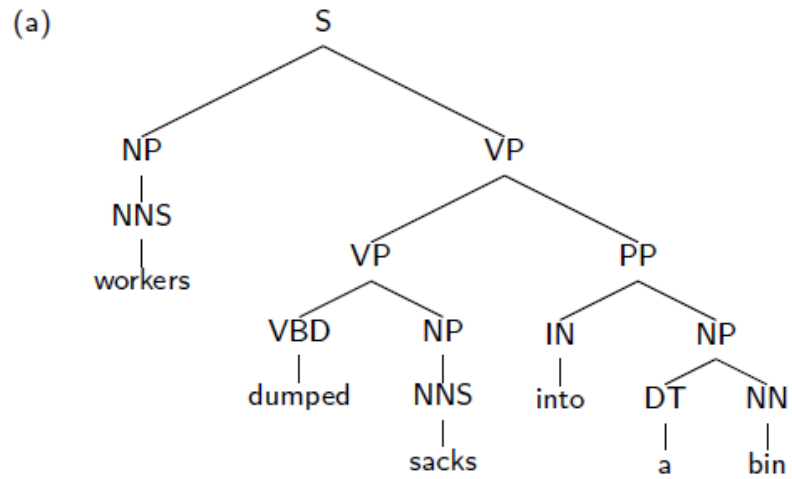 (a) S
NP VP
NNS
workers
VP PP
VBD NP IN NP
dumped NNS into DT NN
sacks a bin